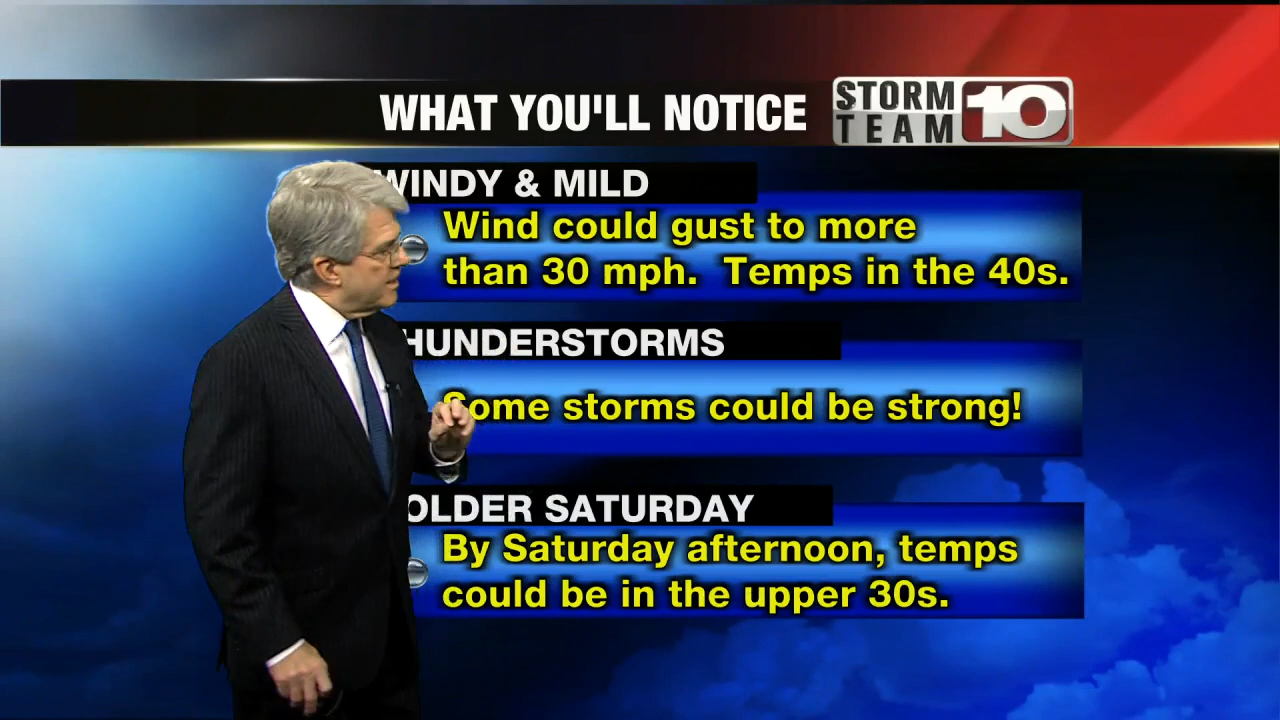 WHAT YOU'LL NOTICE
STORM
TEAM
10
WINDY & MILD
Wind could gust to more
than 30 mph.  Temps in the 40s.
HUNDERSTORMS
Some storms could be strong!
OLDER SATURDAY
By Saturday afternoon, temps
could be in the upper 30s.